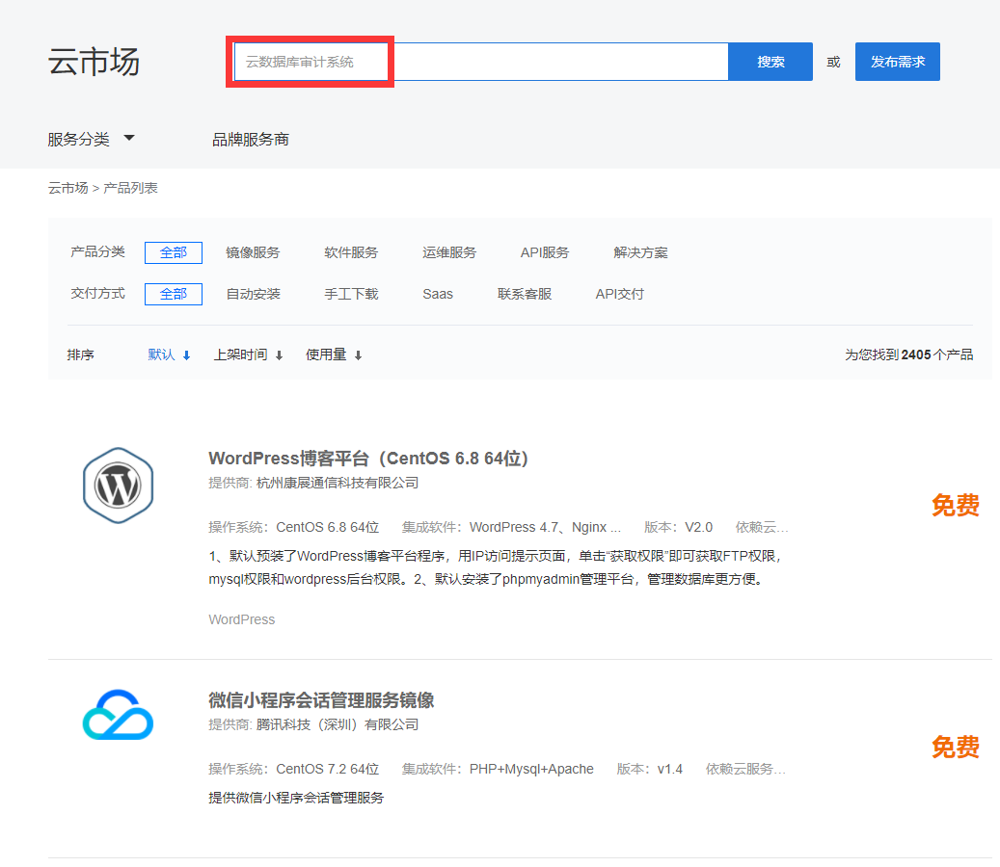 云市场
云数据库审计系统
搜索
或
发布需求
服务分类
品牌服务商
云市场 > 产品列表
产品分类 全部 镜像服务 软件服务 运维服务 API服务 解决方案
交付方式 全部 自动安装 手工下载 Saas 联系客服 API交付
排序 默认 上架时间 使用量 为您找到2405个产品
WordPress博客平台（CentOS 6.8 64位）
提供商: 杭州康展通信科技有限公司
免费
操作系统：CentOS 6.8 64位 集成软件：WordPress 4.7、Nginx ... 版本：V2.0 依赖云...
1、默认预装了WordPress博客平台程序，用IP访问提示页面，单击“获取权限”即可获取FTP权限，
mysql权限和wordpress后台权限。2、默认安装了phpmyadmin管理平台，管理数据库更方便。
WordPress
微信小程序会话管理服务镜像
提供商: 腾讯科技（深圳）有限公司
免费
操作系统：CentOS 7.2 64位 集成软件：PHP+Mysql+Apache 版本：v1.4 依赖云服务...
提供微信小程序会话管理服务